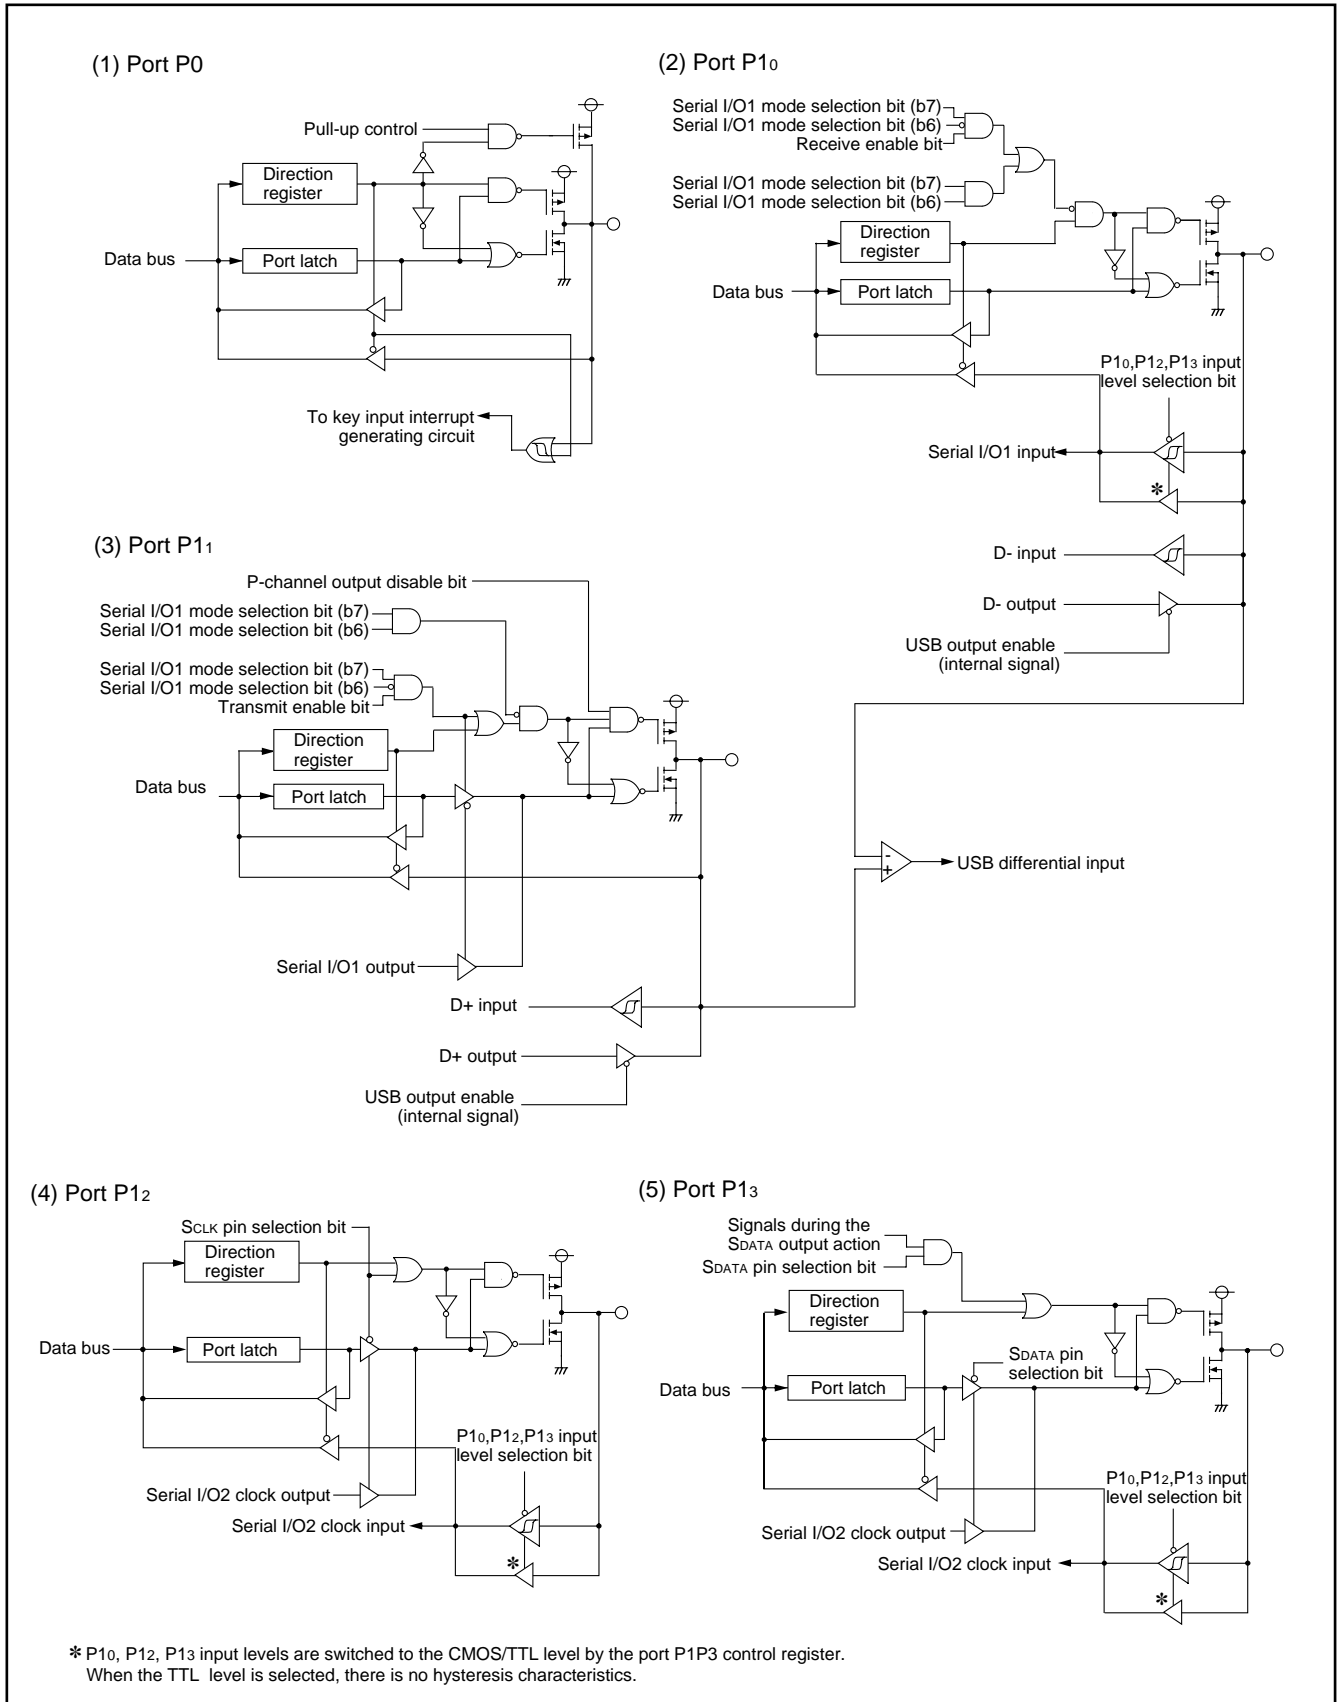 (1) Port P0
Pull-up control
Direction
register
Data bus
Port latch
To key input interrupt
generating circuit
(2) Port P10
Serial I/O1 mode selection bit (b7)
Serial I/O1 mode selection bit (b6)
Receive enable bit
Serial I/O1 mode selection bit (b7)
Serial I/O1 mode selection bit (b6)
Direction
register
Data bus
Port latch
P10,P12,P13 input
level selection bit
Serial I/O1 input
*
D- input
D- output
USB output enable
(internal signal)
(3) Port P11
P-channel output disable bit
Serial I/O1 mode selection bit (b7)
Serial I/O1 mode selection bit (b6)
Serial I/O1 mode selection bit (b7)
Serial I/O1 mode selection bit (b6)
Transmit enable bit
Direction
register
Data bus
Port latch
-
+
USB differential input
Serial I/O1 output
D+ input
D+ output
USB output enable
(internal signal)
(4) Port P12
SCLK pin selection bit
Direction
register
Data bus
Port latch
P10,P12,P13 input
level selection bit
Serial I/O2 clock output
Serial I/O2 clock input
*
(5) Port P13
Signals during the
SDATA output action
SDATA pin selection bit
Direction
register
SDATA pin
selection bit
Data bus
Port latch
P10,P12,P13 input
level selection bit
Serial I/O2 clock output
Serial I/O2 clock input
*
* P10, P12, P13 input levels are switched to the CMOS/TTL level by the port P1P3 control register.
When the TTL level is selected, there is no hysteresis characteristics.